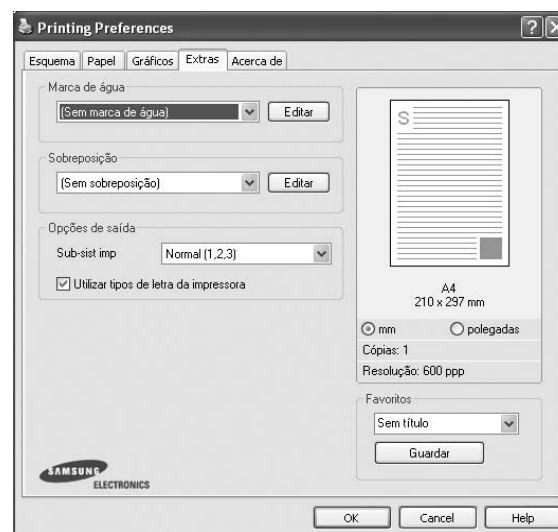 Printing Preferences
Esquema Papel Gráficos Extras Acerca de
Marca de água
(Sem marca de água) Editar
Sobreposição
(Sem sobreposição) Editar
Opções de saída
Sub-sist imp Normal (1,2,3)
Utilizar tipos de letra da impressora
S
A4
210 x 297 mm
mm polegadas
Cópias: 1
Resolução: 600 ppp
Favoritos
Sem título
Guardar
SAMSUNG
ELECTRONICS
OK Cancel Help